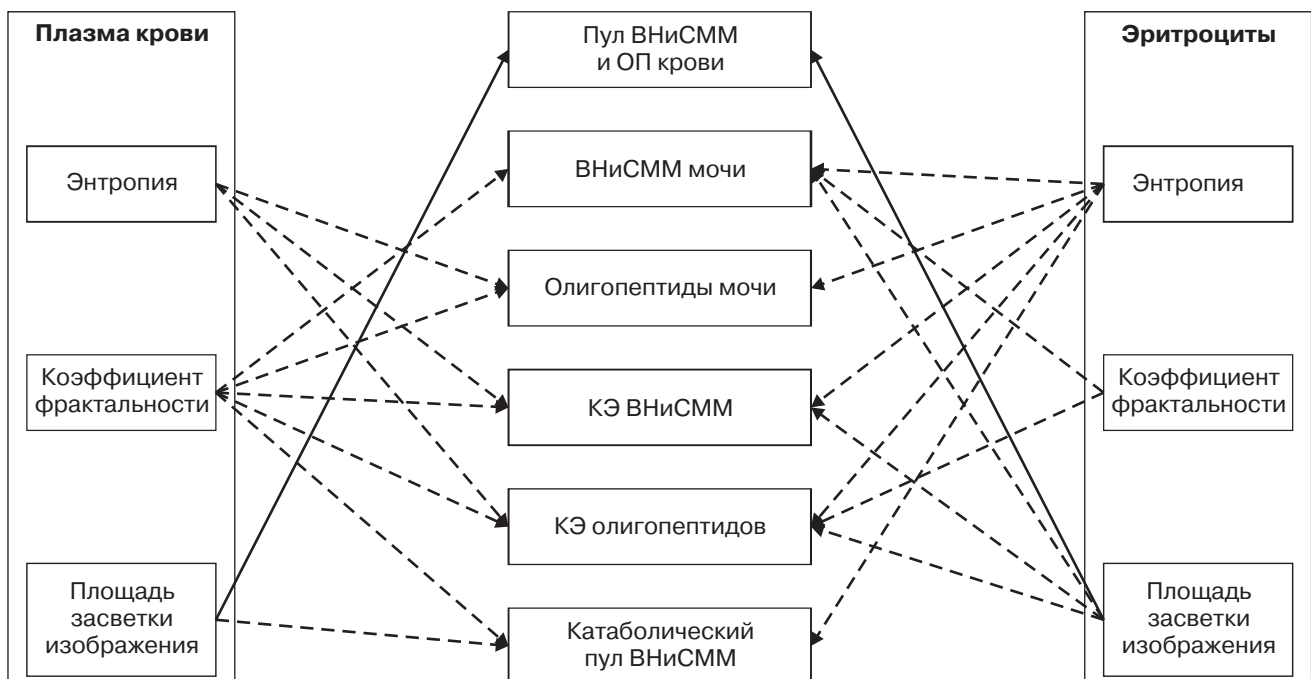 Плазма крови
Энтропия
Коэффициент
фрактальности
Площадь
засветки
изображения
Пул ВНиСММ
и ОП крови
ВНиСММ мочи
Олигопептиды мочи
КЭ ВНиСММ
КЭ олигопептидов
Катаболический
пул ВНиСММ
Эритроциты
Энтропия
Коэффициент
фрактальности
Площадь
засветки
изображения